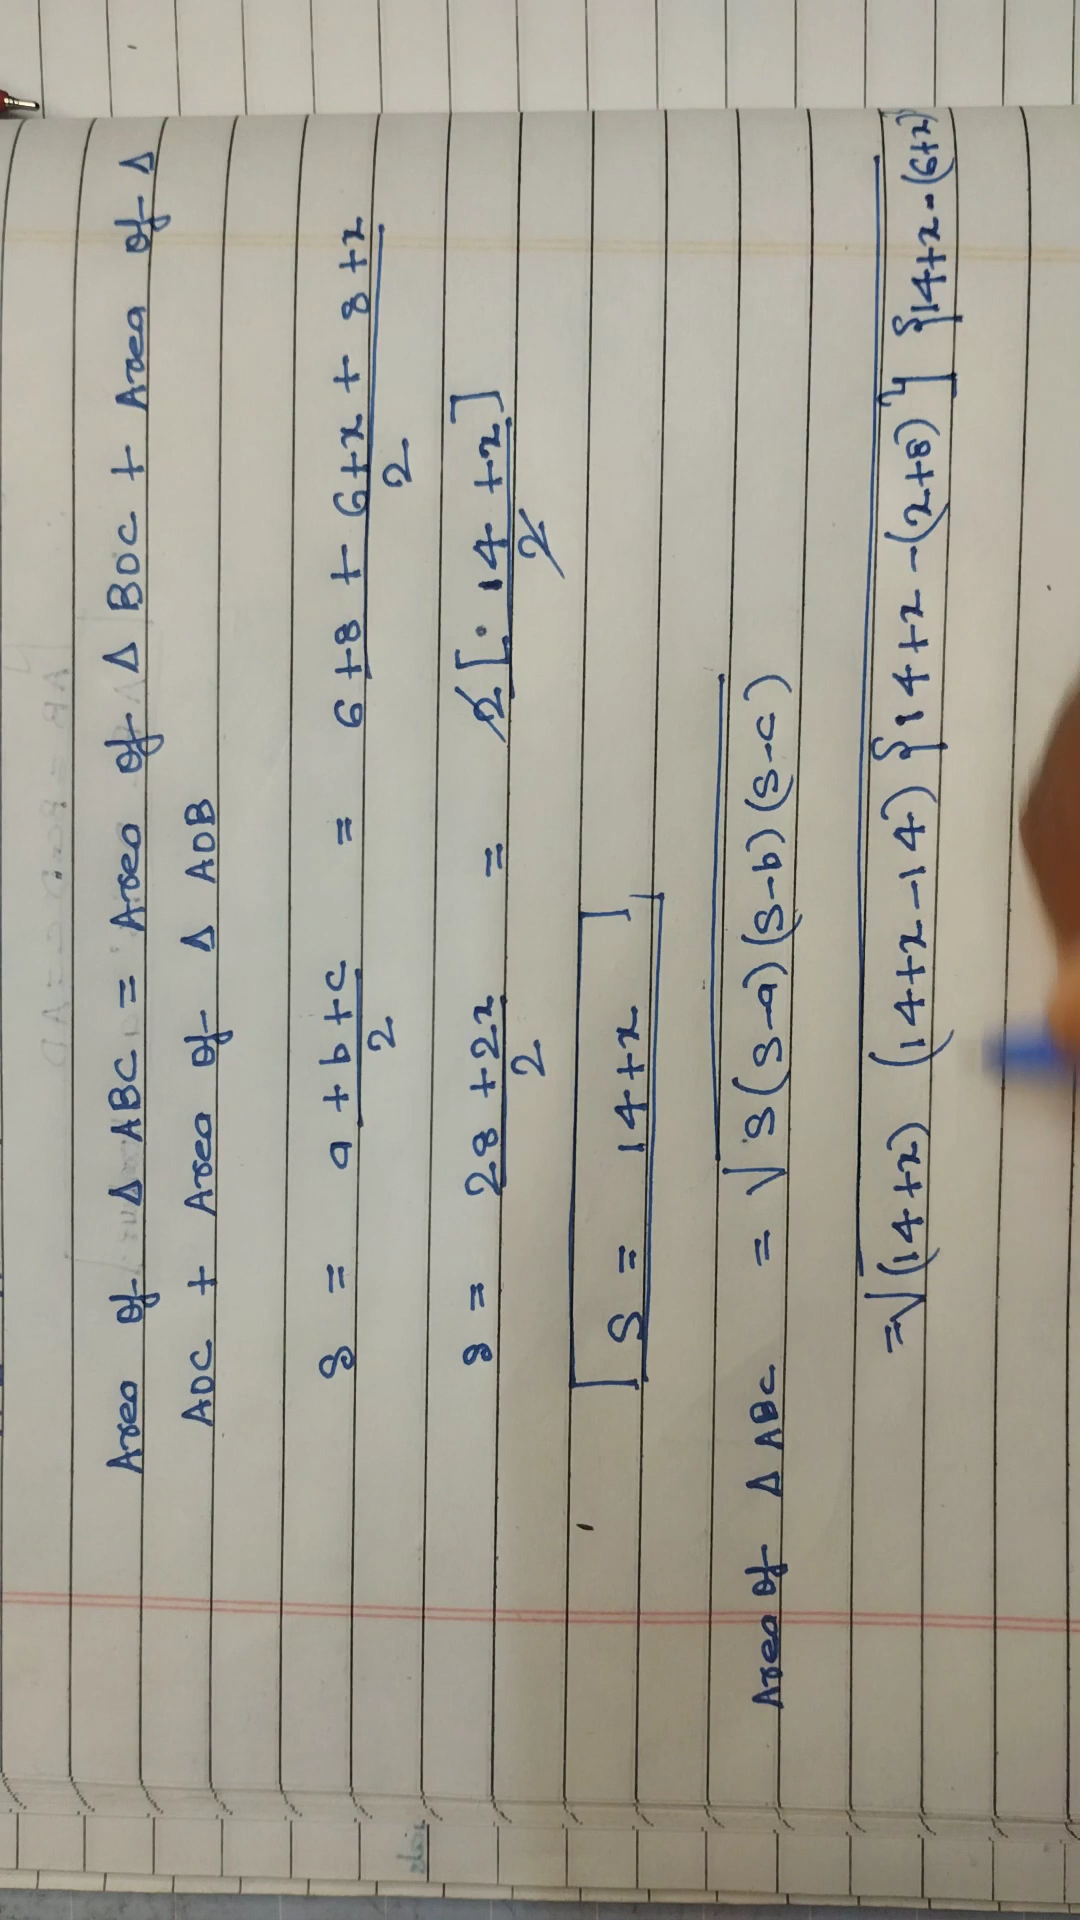 Area of Δ ABC = Area of Δ BDC + Area of Δ
ADC + Area of Δ ADB
S = a + b + c / 2 = 6 + 8 + 6 + x + 8 + x / 2
S = 28 + 2x / 2 = 2 [ 14 + x ] / 2
[ S = 14 + x ]
Area of Δ ABC = √S(S-a)(S-b)(S-c)
= √(14+x) (14+x-14) {14+x-(x+8)}] {14+x-(6+x)